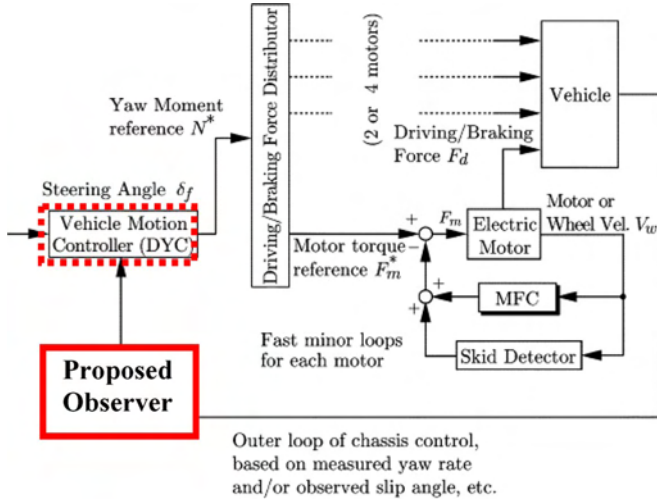 Yaw Moment
reference N*
Steering Angle δf
Vehicle Motion
Controller (DYC)
Proposed
Observer
Driving/Braking Force Distributor
(2 or 4 motors)
Vehicle
Driving/Braking
Force Fd
Motor torque
reference F*m
+
−
Fm
Electric
Motor
Motor or
Wheel Vel. Vw
+
+
MFC
Skid Detector
Fast minor loops
for each motor
Outer loop of chassis control,
based on measured yaw rate
and/or observed slip angle, etc.